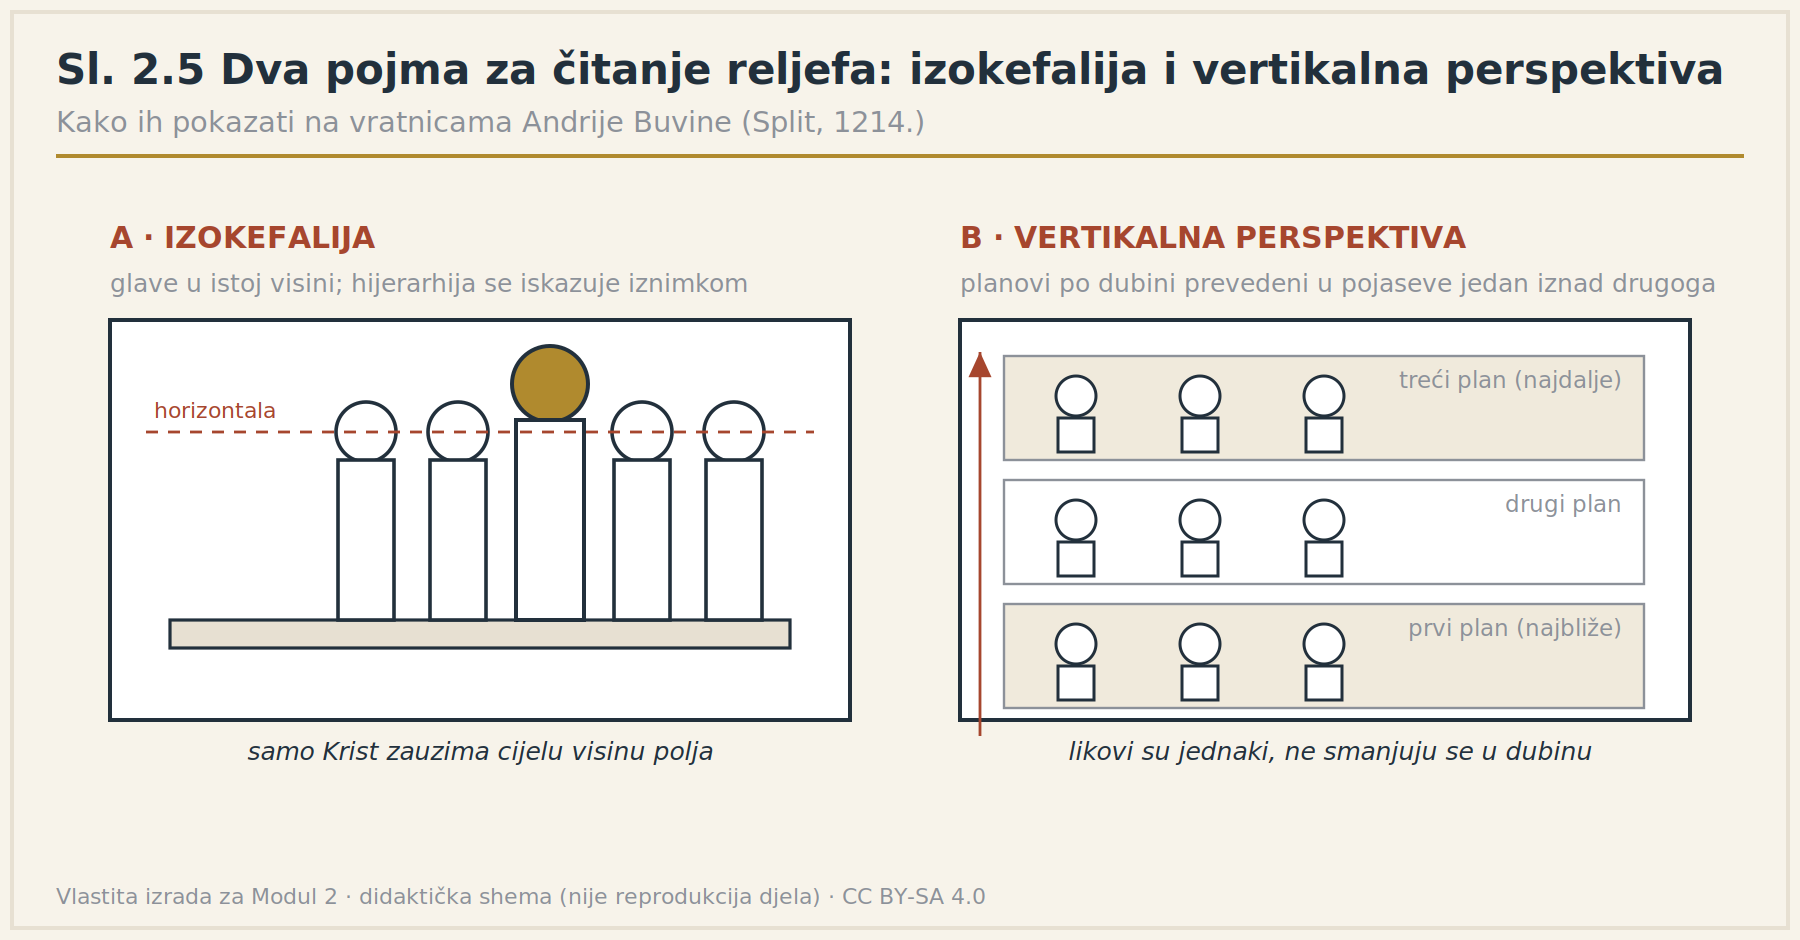 Sl. 2.5 Dva pojma za čitanje reljefa: izokefalija i vertikalna perspektiva
Kako ih pokazati na vratnicama Andrije Buvine (Split, 1214.)
A · IZOKEFALIJA
glave u istoj visini; hijerarhija se iskazuje iznimkom
horizontala
samo Krist zauzima cijelu visinu polja
B · VERTIKALNA PERSPEKTIVA
planovi po dubini prevedeni u pojaseve jedan iznad drugoga
treći plan (najdalje)
drugi plan
prvi plan (najbliže)
likovi su jednaki, ne smanjuju se u dubinu
Vlastita izrada za Modul 2 · didaktička shema (nije reprodukcija djela) · CC BY-SA 4.0